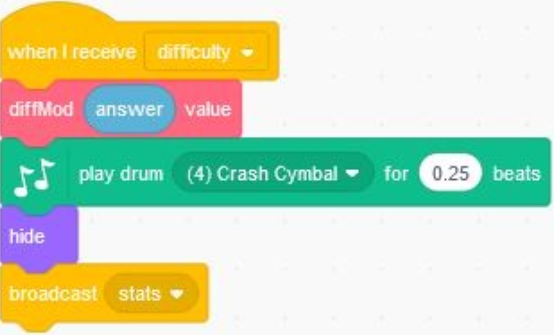 when I receive difficulty
diffMod answer value
play drum (4) Crash Cymbal for 0.25 beats
hide
broadcast stats